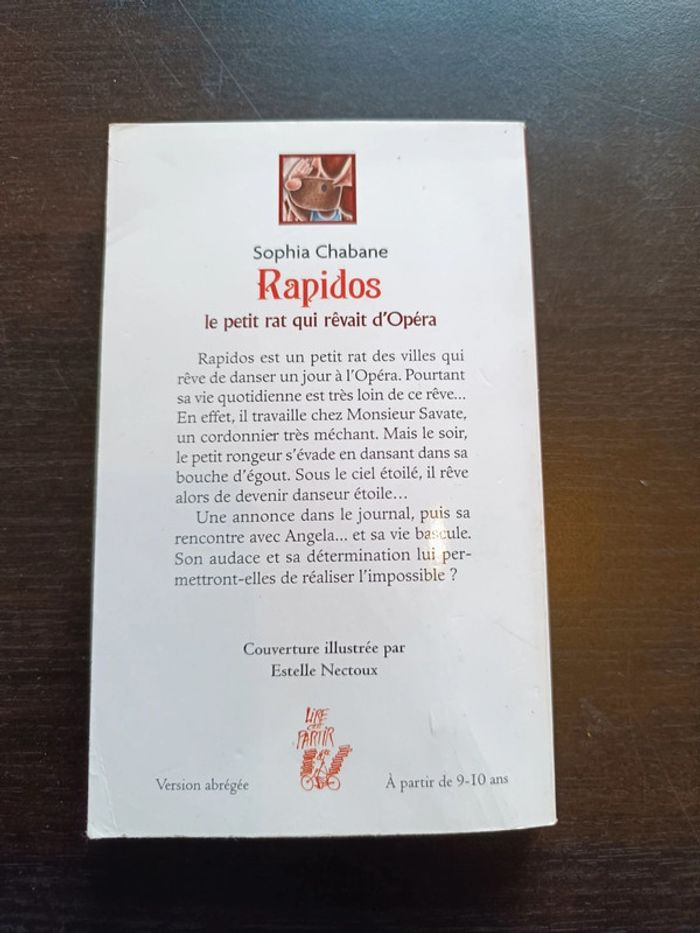 Sophia Chabane
Rapidos
le petit rat qui rêvait d'Opéra
Rapidos est un petit rat des villes qui
rêve de danser un jour à l'Opéra. Pourtant
sa vie quotidienne est très loin de ce rêve...
En effet, il travaille chez Monsieur Savate,
un cordonnier très méchant. Mais le soir,
le petit rongeur s'évade en dansant dans sa
bouche d'égout. Sous le ciel étoilé, il rêve
alors de devenir danseur étoile...
Une annonce dans le journal, puis sa
rencontre avec Angela... et sa vie bascule.
Son audace et sa détermination lui per-
mettront-elles de réaliser l'impossible ?
Couverture illustrée par
Estelle Nectoux
LIRE
C'EST
PARTIR
Version abrégée
À partir de 9-10 ans